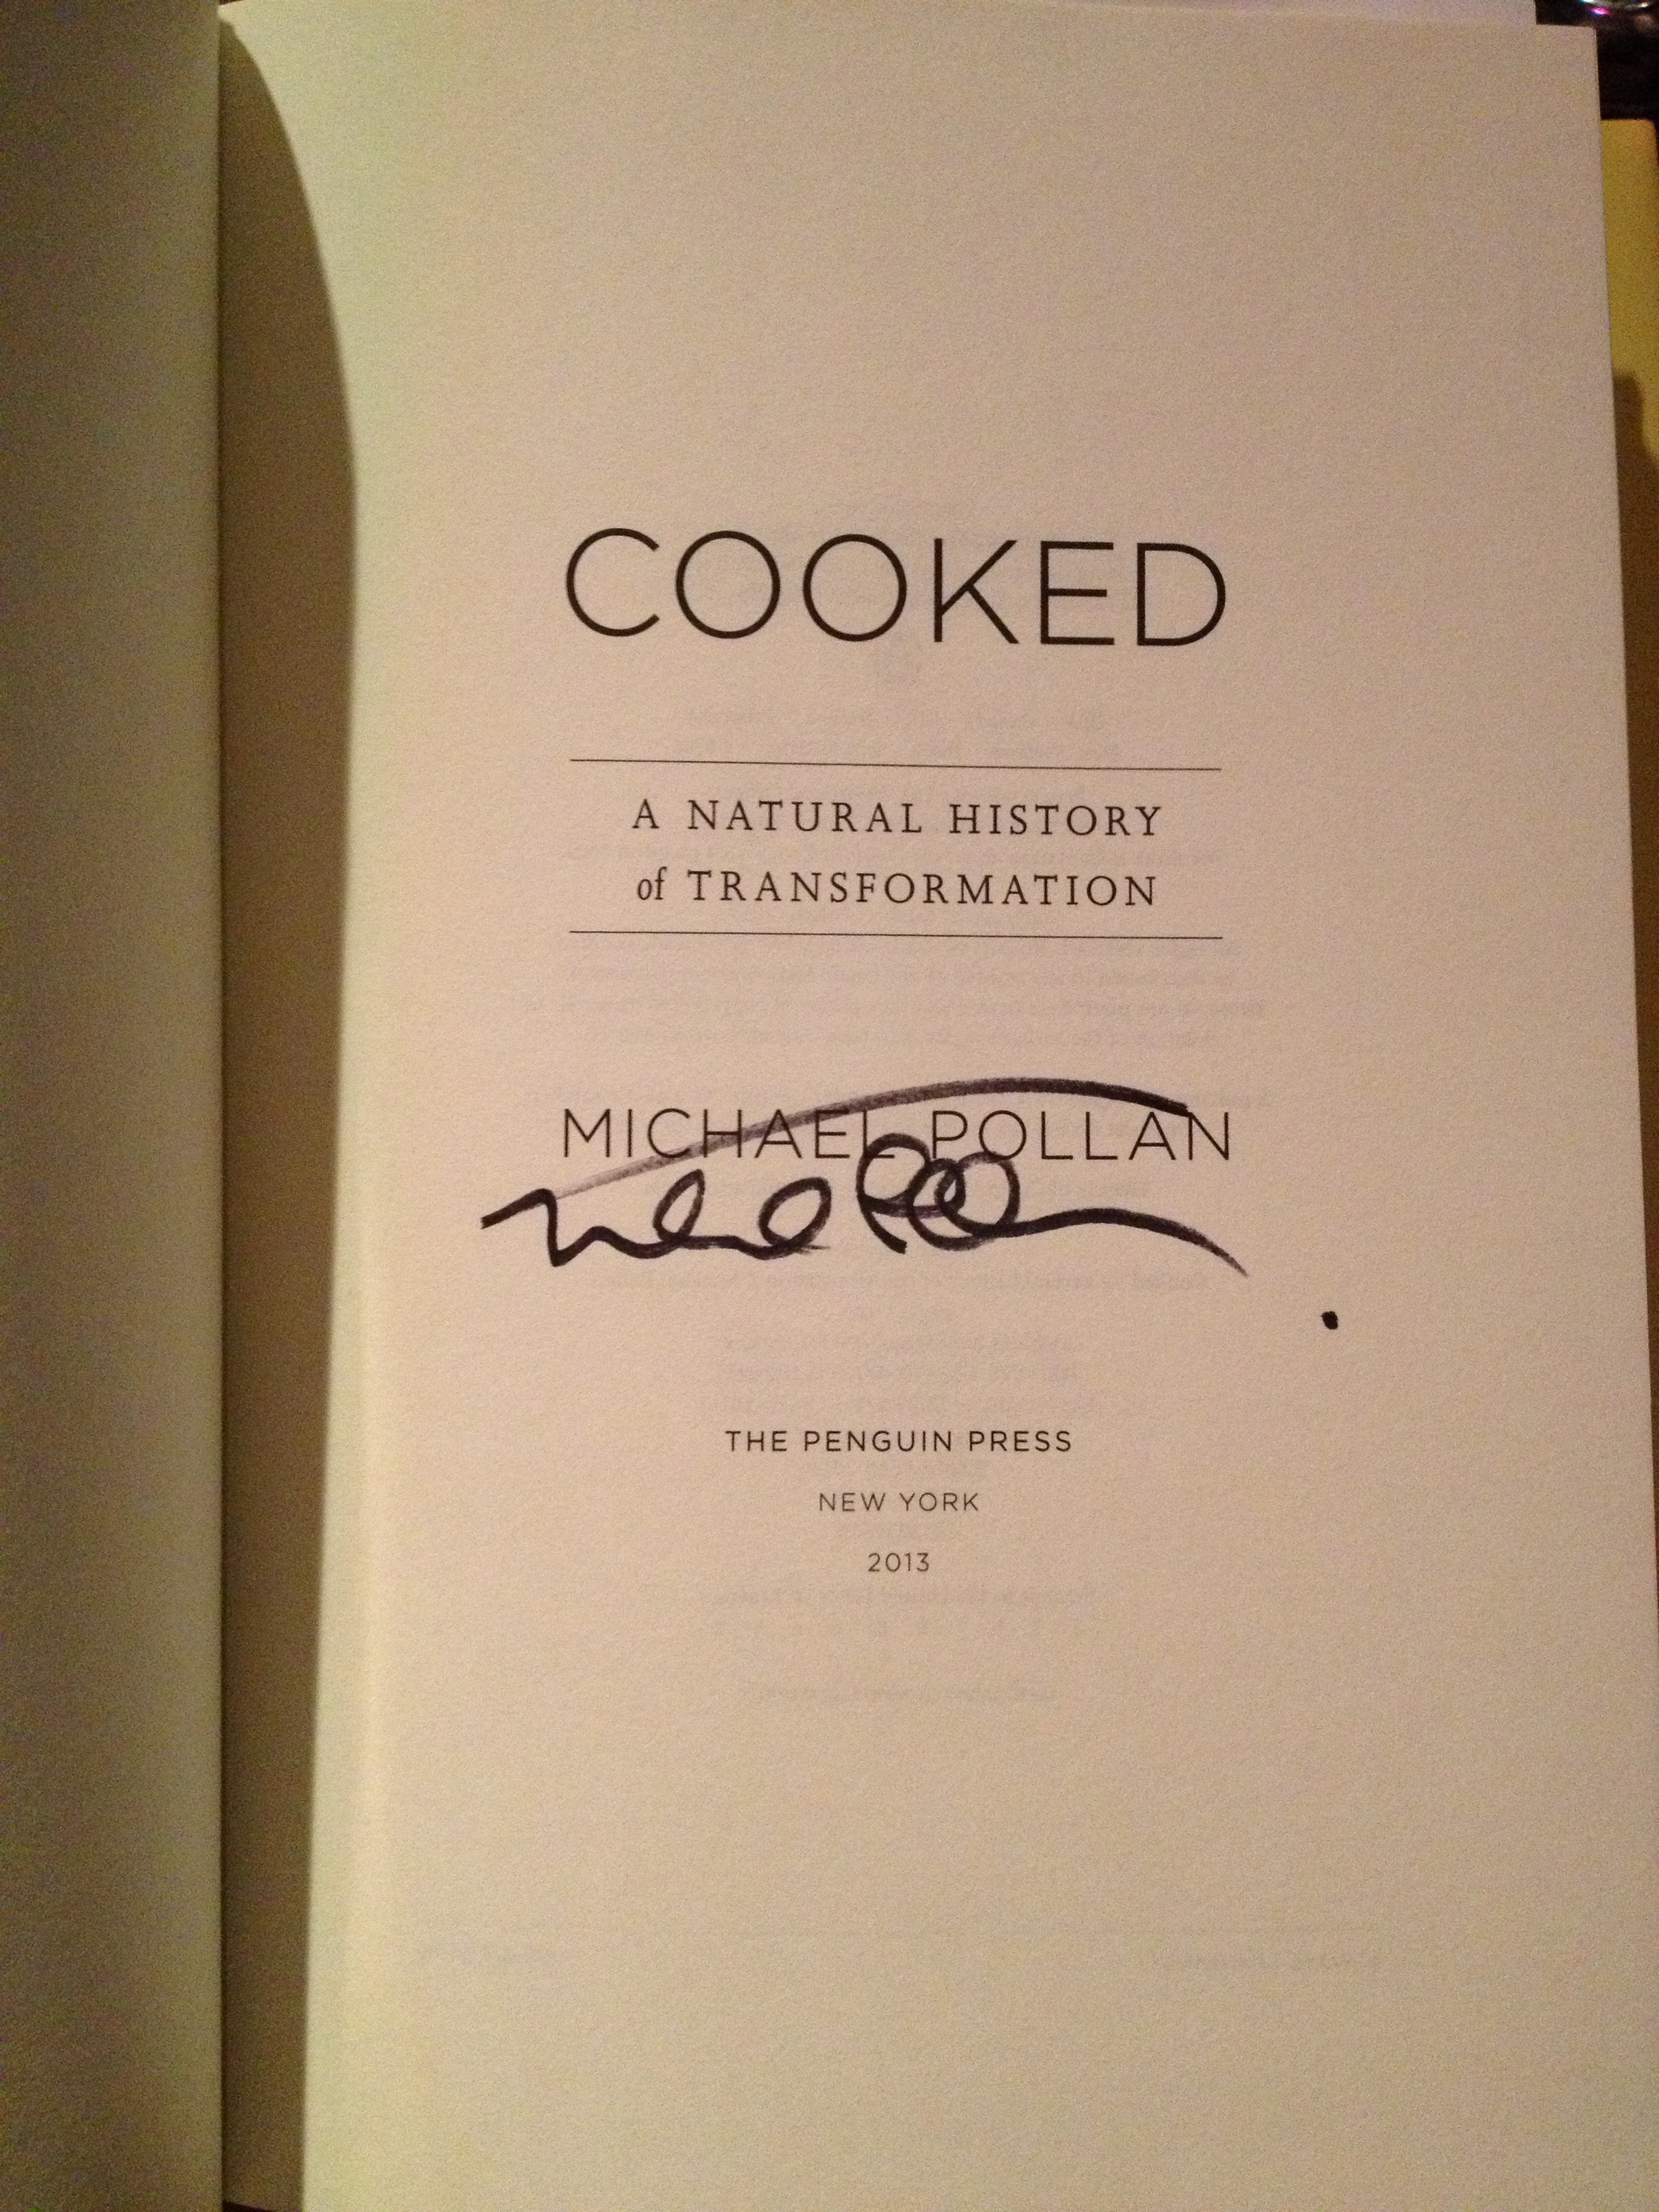 COOKED
A NATURAL HISTORY
of TRANSFORMATION
MICHAEL POLLAN
THE PENGUIN PRESS
NEW YORK
2013